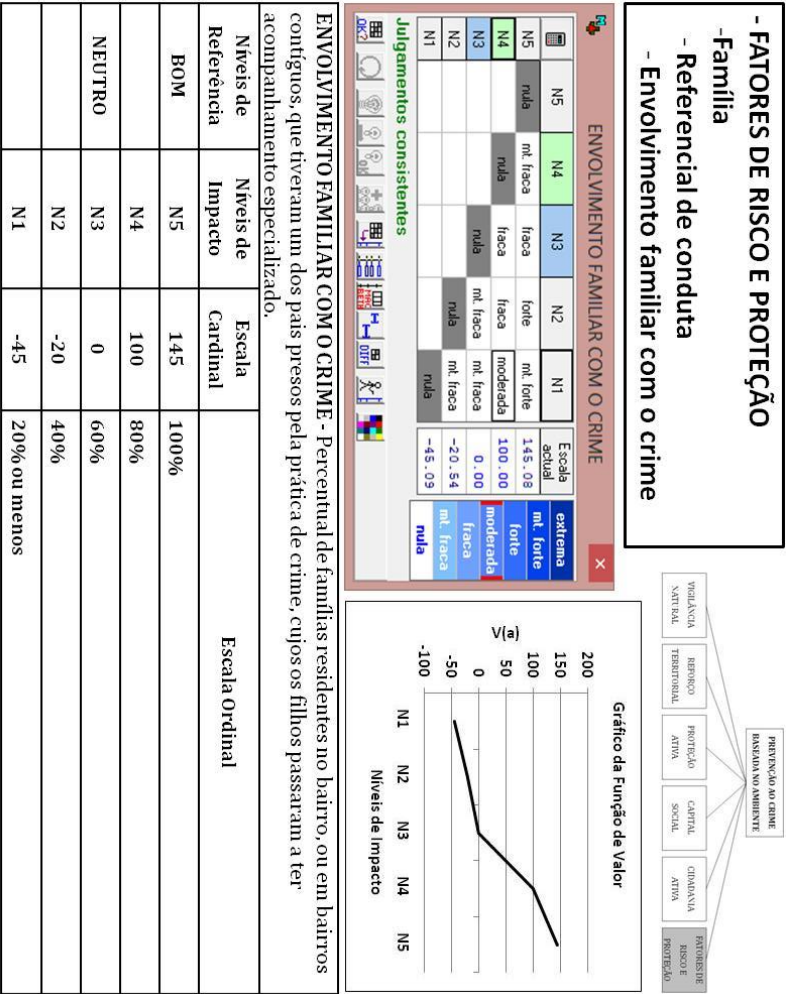 - FATORES DE RISCO E PROTEÇÃO
-Família
- Referencial de conduta
- Envolvimento familiar com o crime
PREVENÇÃO AO CRIME
BASEADA NO AMBIENTE
VIGILÂNCIA
NATURAL
REFORÇO
TERRITORIAL
PROTEÇÃO
ATIVA
CAPITAL
SOCIAL
CIDADANIA
ATIVA
FATORES DE
RISCO E
PROTEÇÃO
ENVOLVIMENTO FAMILIAR COM O CRIME
N5 N4 N3 N2 N1 Escala
actual
N5 nula mt. fraca fraca forte mt. forte 145.08
N4 nula fraca fraca moderada 100.00
N3 nula mt. fraca mt. fraca 0.00
N2 nula mt. fraca -20.54
N1 nula -45.09
extrema
mt. forte
forte
moderada
fraca
mt. fraca
nula
Julgamentos consistentes
OK?
OK
MAC
BETH
DIFF
Gráfico da Função de Valor
V(a)
200
150
100
50
0
-50
-100
N1 N2 N3 N4 N5
Níveis de Impacto
ENVOLVIMENTO FAMILIAR COM O CRIME - Percentual de famílias residentes no bairro, ou em bairros
contíguos, que tiveram um dos pais presos pela prática de crime, cujos os filhos passaram a ter
acompanhamento especializado.
Níveis de
Referência
Níveis de
Impacto
Escala
Cardinal
Escala Ordinal
BOM N5 145 100%
N4 100 80%
NEUTRO N3 0 60%
N2 -20 40%
N1 -45 20% ou menos